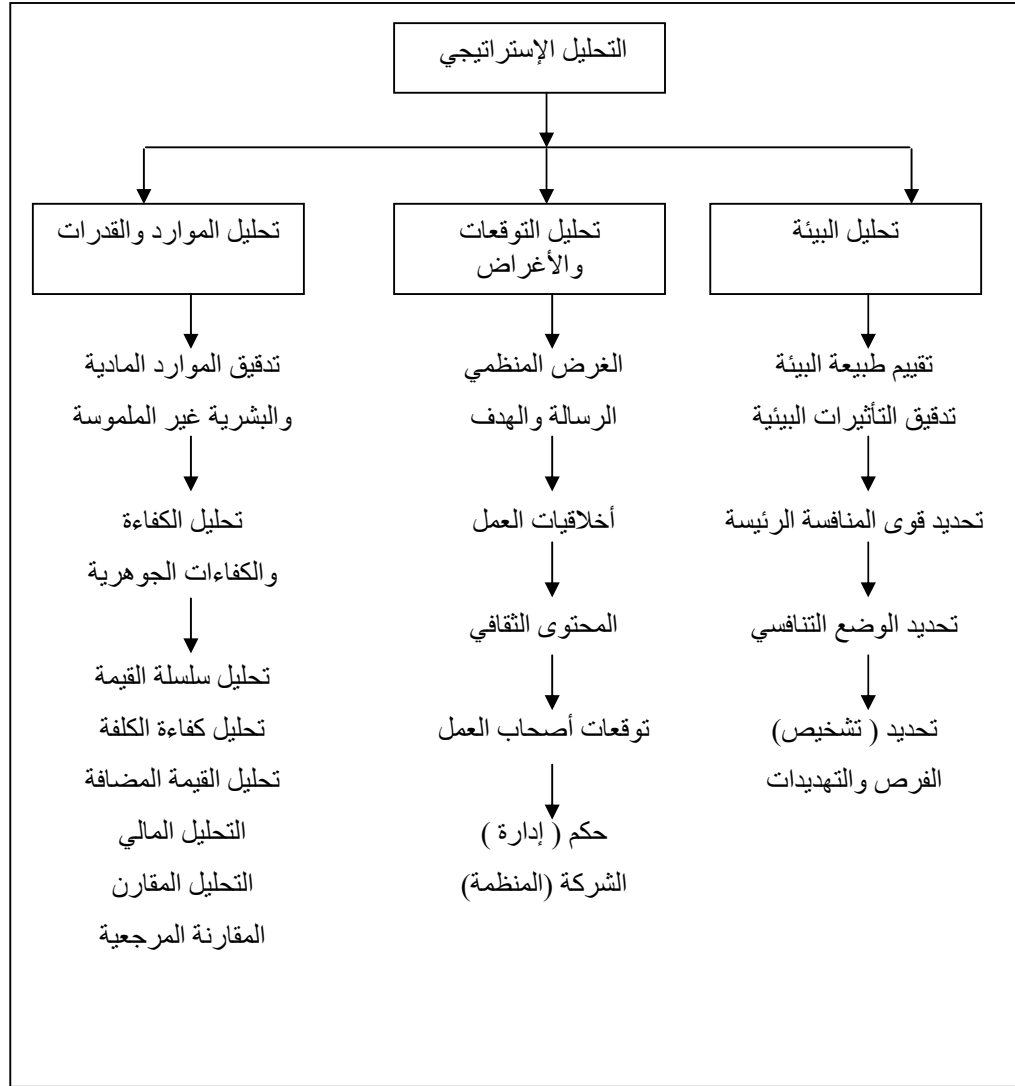 التحليل الإستراتيجي
تحليل البيئة
تقييم طبيعة البيئة
تدقيق التأثيرات البيئية
تحديد قوى المنافسة الرئيسة
تحديد الوضع التنافسي
تحديد ( تشخيص)
الفرص والتهديدات
تحليل التوقعات
والأغراض
الغرض المنظمي
الرسالة والهدف
أخلاقيات العمل
المحتوى الثقافي
توقعات أصحاب العمل
حكم ( إدارة )
الشركة (المنظمة)
تحليل الموارد والقدرات
تدقيق الموارد المادية
والبشرية غير الملموسة
تحليل الكفاءة
والكفاءات الجوهرية
تحليل سلسلة القيمة
تحليل كفاءة الكلفة
تحليل القيمة المضافة
التحليل المالي
التحليل المقارن
المقارنة المرجعية